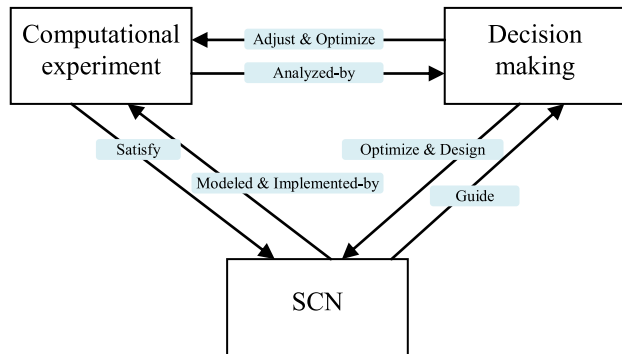 Computational
experiment
Adjust & Optimize
Analyzed-by
Decision
making
Satisfy
Modeled & Implemented-by
Optimize & Design
Guide
SCN